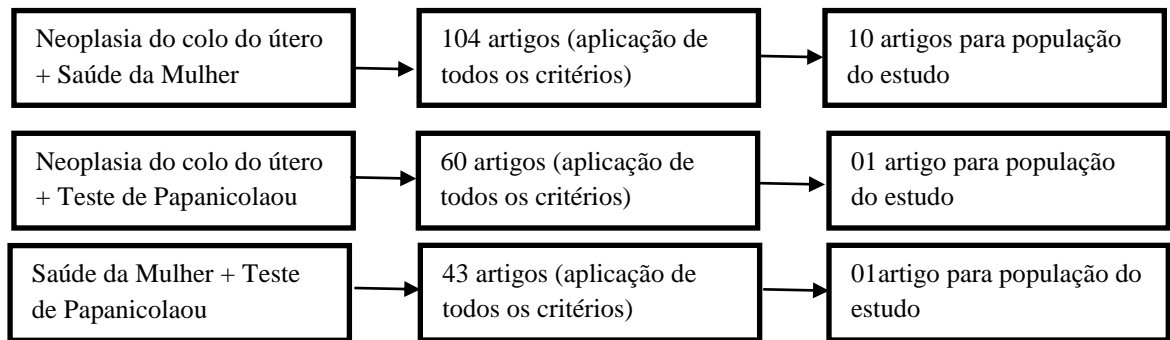 Neoplasia do colo do útero
+ Saúde da Mulher
104 artigos (aplicação de
todos os critérios)
10 artigos para população
do estudo
Neoplasia do colo do útero
+ Teste de Papanicolaou
60 artigos (aplicação de
todos os critérios)
01 artigo para população
do estudo
Saúde da Mulher + Teste
de Papanicolaou
43 artigos (aplicação de
todos os critérios)
01artigo para população do
estudo